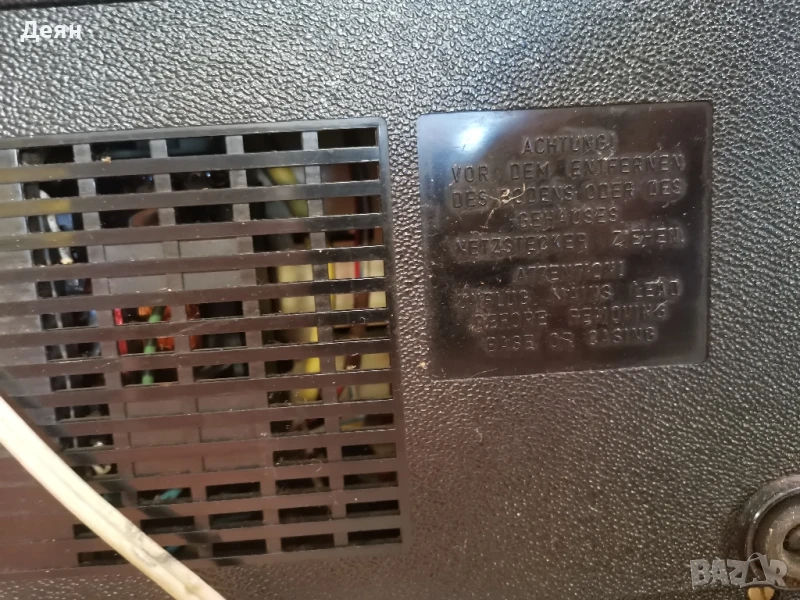 Деян
ACHTUNG!
VOR DEM ENTFERNEN
DES BODENS ODER DES
GEHÄUSES
NETZSTECKER ZIEHEN
ATTENTION!
UNPLUG MAINS LEAD
BEFORE REMOVING
BASE OR CASING
BAZAR